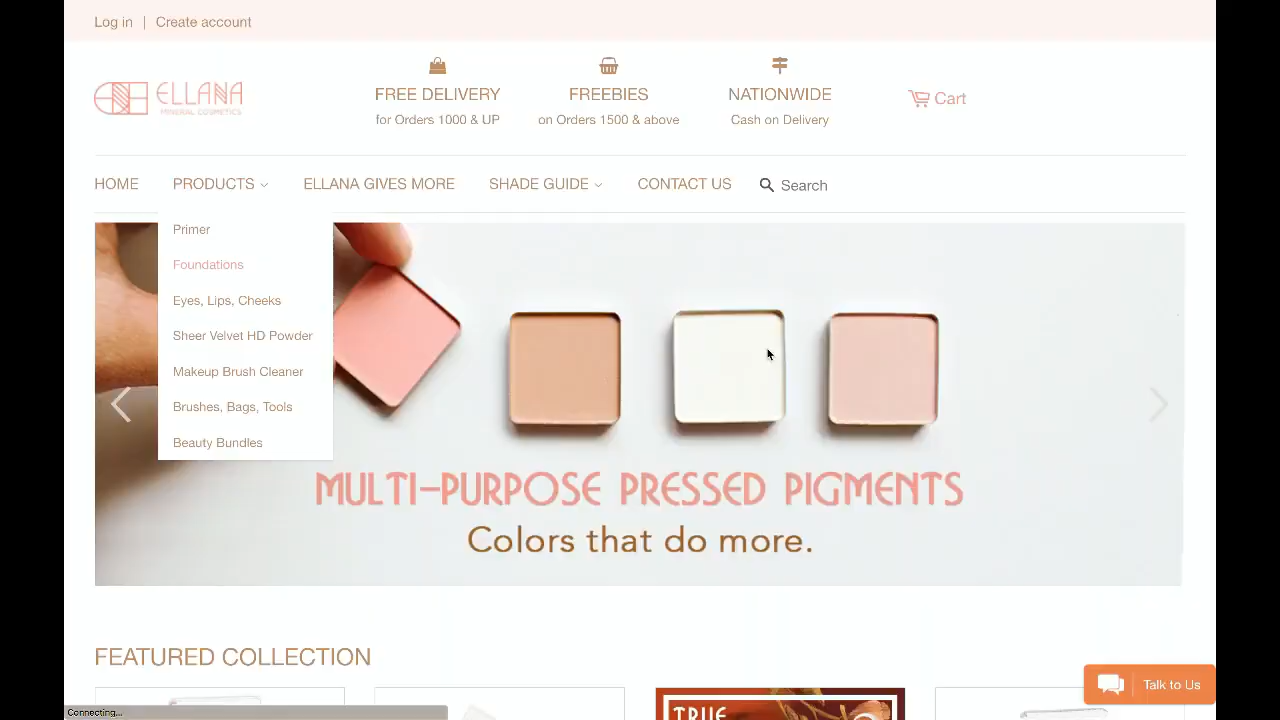 Log in | Create account
ELLANA
MINERAL COSMETICS
FREE DELIVERY
for Orders 1000 & UP
FREEBIES
on Orders 1500 & above
NATIONWIDE
Cash on Delivery
Cart
HOME
PRODUCTS
ELLANA GIVES MORE
SHADE GUIDE
CONTACT US
Search
Primer
Foundations
Eyes, Lips, Cheeks
Sheer Velvet HD Powder
Makeup Brush Cleaner
Brushes, Bags, Tools
Beauty Bundles
MULTI-PURPOSE PRESSED PIGMENTS
Colors that do more.
FEATURED COLLECTION
TRUE
Talk to Us
Connecting...